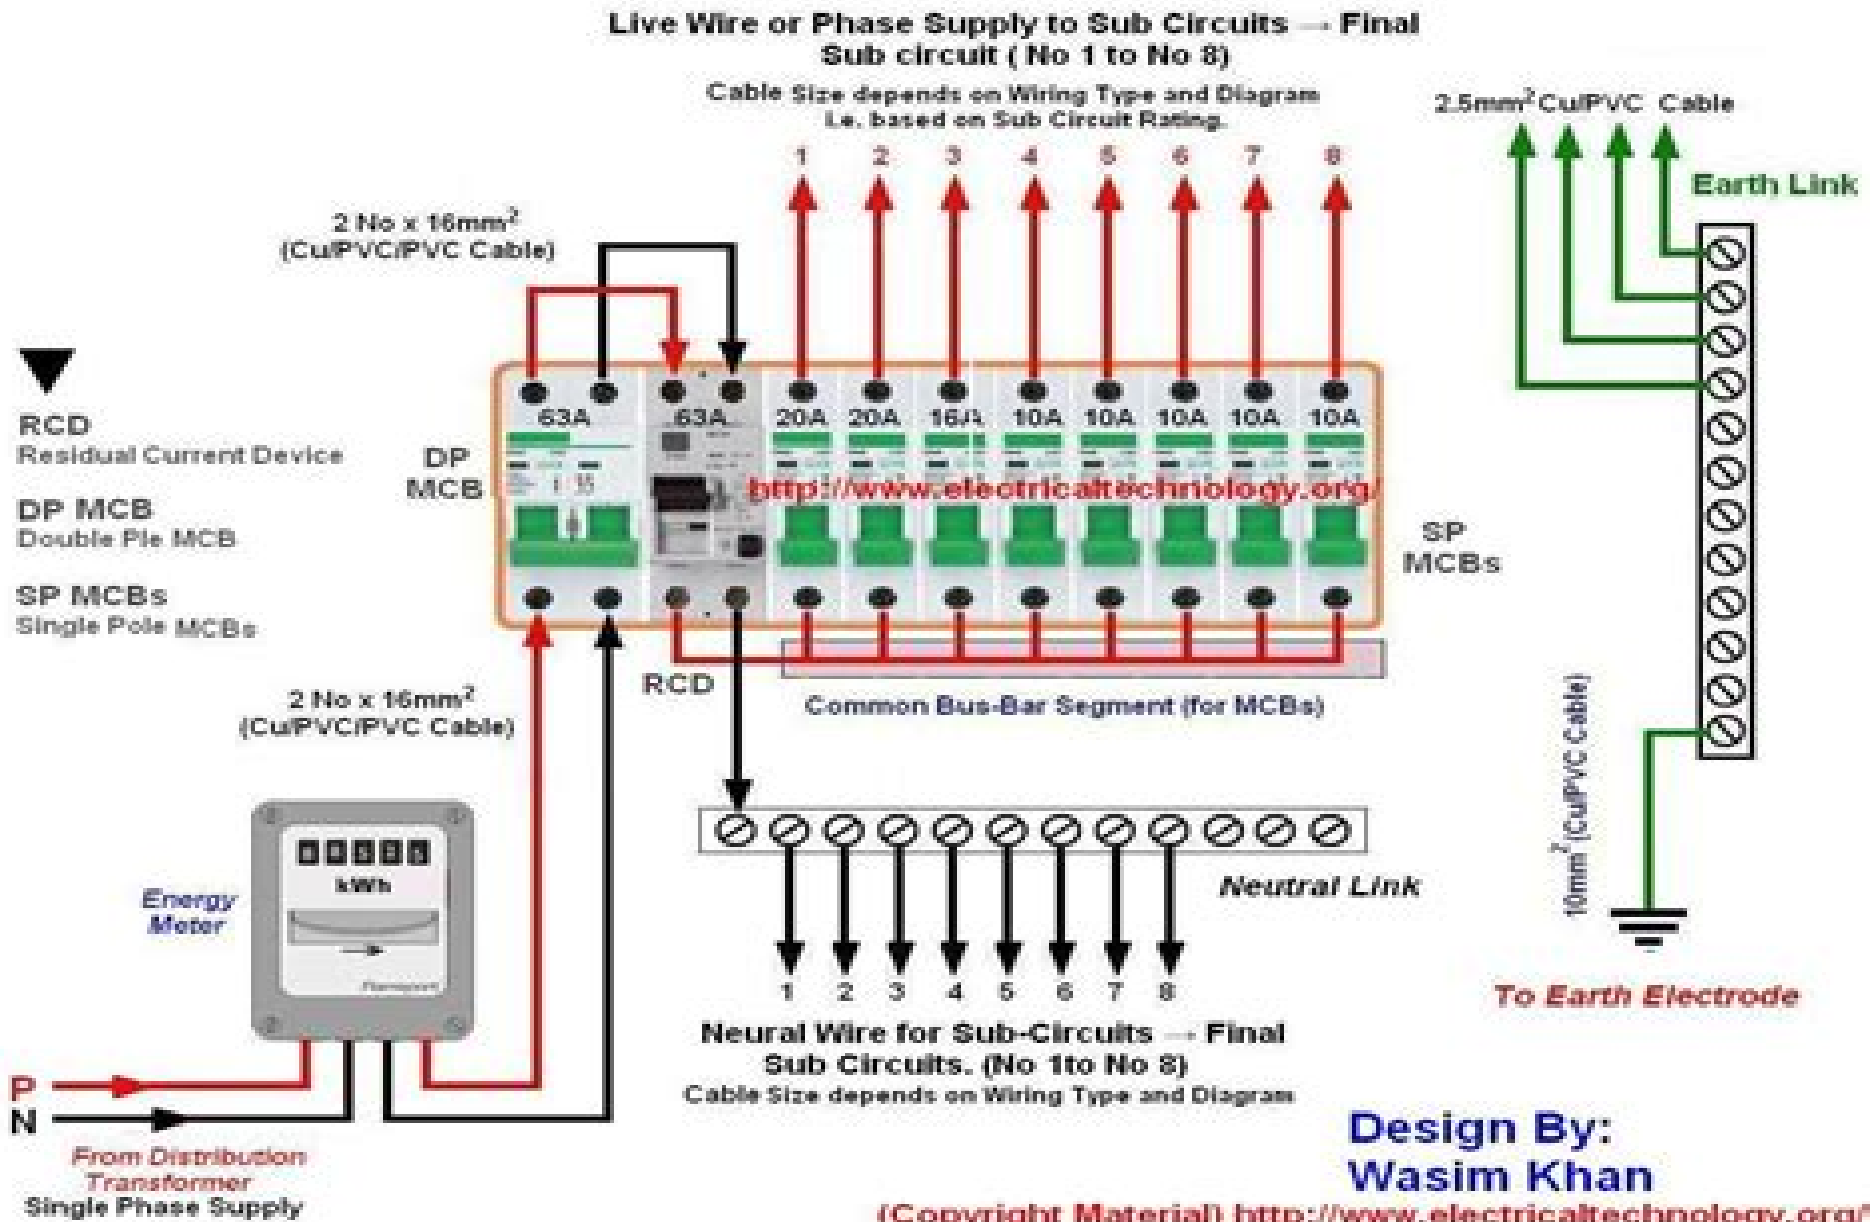 Live Wire or Phase Supply to Sub Circuits → Final
Sub circuit ( No 1 to No 8)
Cable Size depends on Wiring Type and Diagram
i.e. based on Sub Circuit Rating.
1 2 3 4 5 6 7 8
2.5mm² Cu/PVC Cable
Earth Link
2 No x 16mm²
(Cu/PVC/PVC Cable)
63A 63A 20A 20A 16A 10A 10A 10A 10A 10A
RCD
Residual Current Device
DP MCB
Double Ple MCB
SP MCBs
Single Pole MCBs
DP
MCB
http://www.electricaltechnology.org/
SP
MCBs
RCD
Common Bus-Bar Segment (for MCBs)
2 No x 16mm²
(Cu/PVC/PVC Cable)
10mm² (Cu/PVC Cable)
kWh
Energy
Meter
Neutral Link
1 2 3 4 5 6 7 8
Neural Wire for Sub-Circuits → Final
Sub Circuits. (No 1to No 8)
Cable Size depends on Wiring Type and Diagram
To Earth Electrode
P
N
From Distribution
Transformer
Single Phase Supply
Design By:
Wasim Khan
(Copyright Material) http://www.electricaltechnology.org/